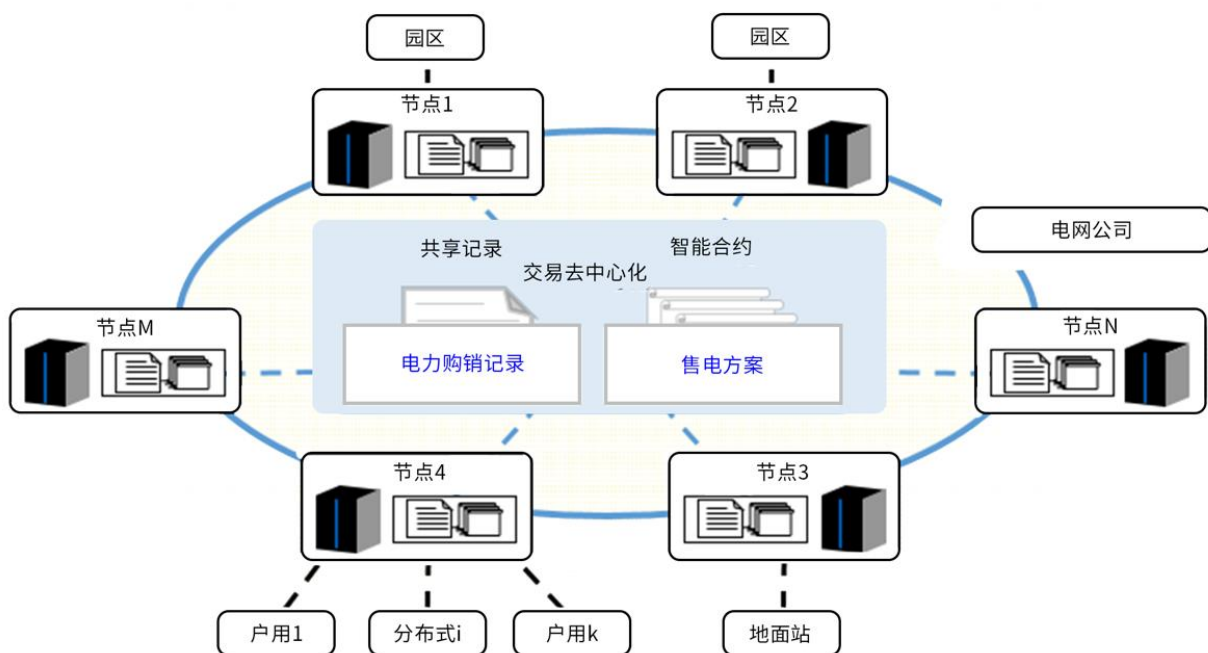 园区
园区
节点1
节点2
电网公司
共享记录
智能合约
交易去中心化
节点M
节点N
电力购销记录
售电方案
节点4
节点3
户用1
分布式i
户用k
地面站